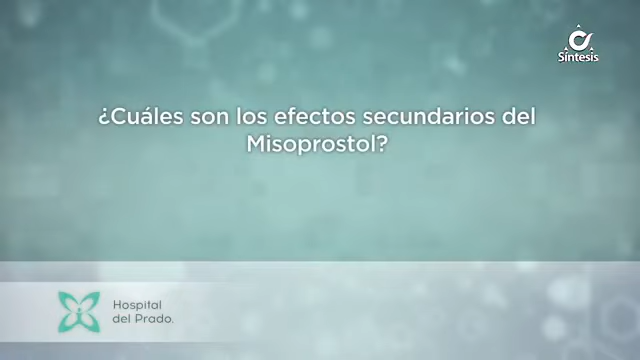 Síntesis
¿Cuáles son los efectos secundarios del
Misoprostol?
Hospital
del Prado.